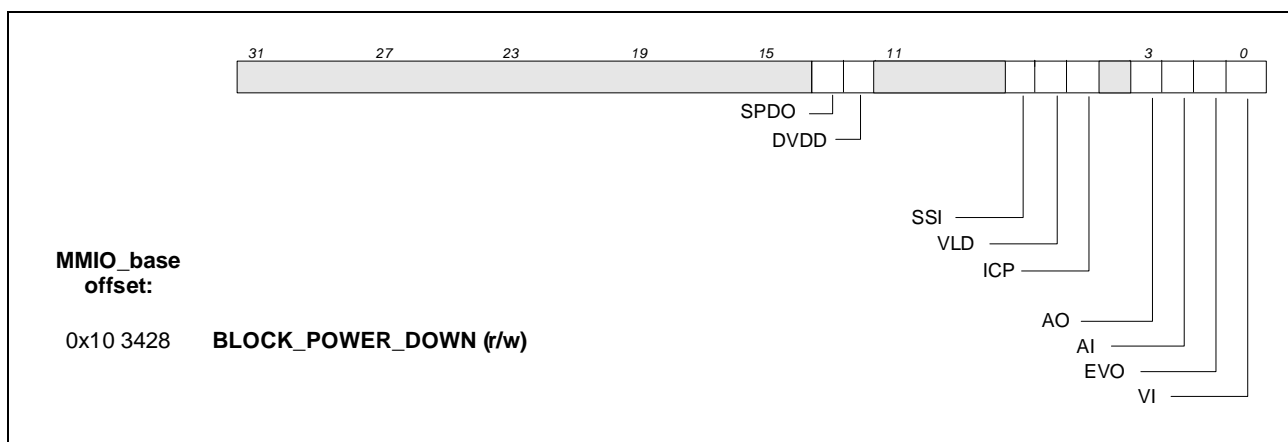 31 27 23 19 15 11 3 0
SPDO
DVDD
SSI
VLD
ICP
MMIO_base
offset:
AO
0x10 3428 BLOCK_POWER_DOWN (r/w)
AI
EVO
VI